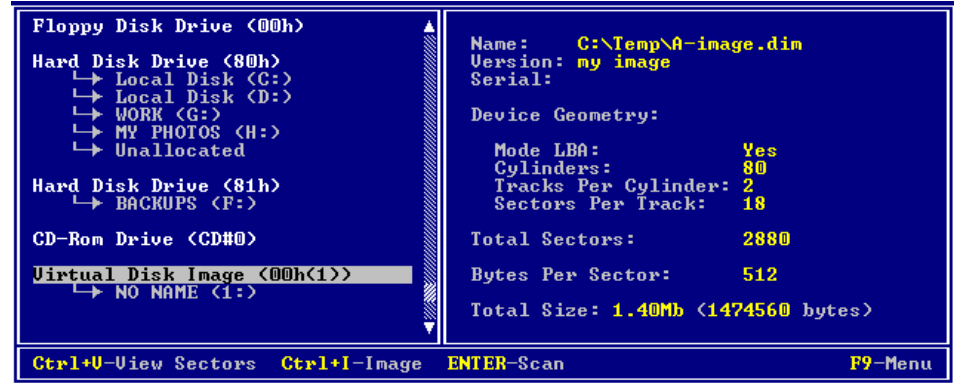 Floppy Disk Drive (00h)
Hard Disk Drive (80h)
Local Disk (C:)
Local Disk (D:)
WORK (G:)
MY PHOTOS (H:)
Unallocated
Hard Disk Drive (81h)
BACKUPS (F:)
CD-Rom Drive (CD#0)
Virtual Disk Image (00h(1))
NO NAME (1:)
Name: C:\Temp\A-image.dim
Version: my image
Serial:
Device Geometry:
Mode LBA: Yes
Cylinders: 80
Tracks Per Cylinder: 2
Sectors Per Track: 18
Total Sectors: 2880
Bytes Per Sector: 512
Total Size: 1.40Mb (1474560 bytes)
Ctrl+V-View Sectors Ctrl+I-Image ENTER-Scan F9-Menu